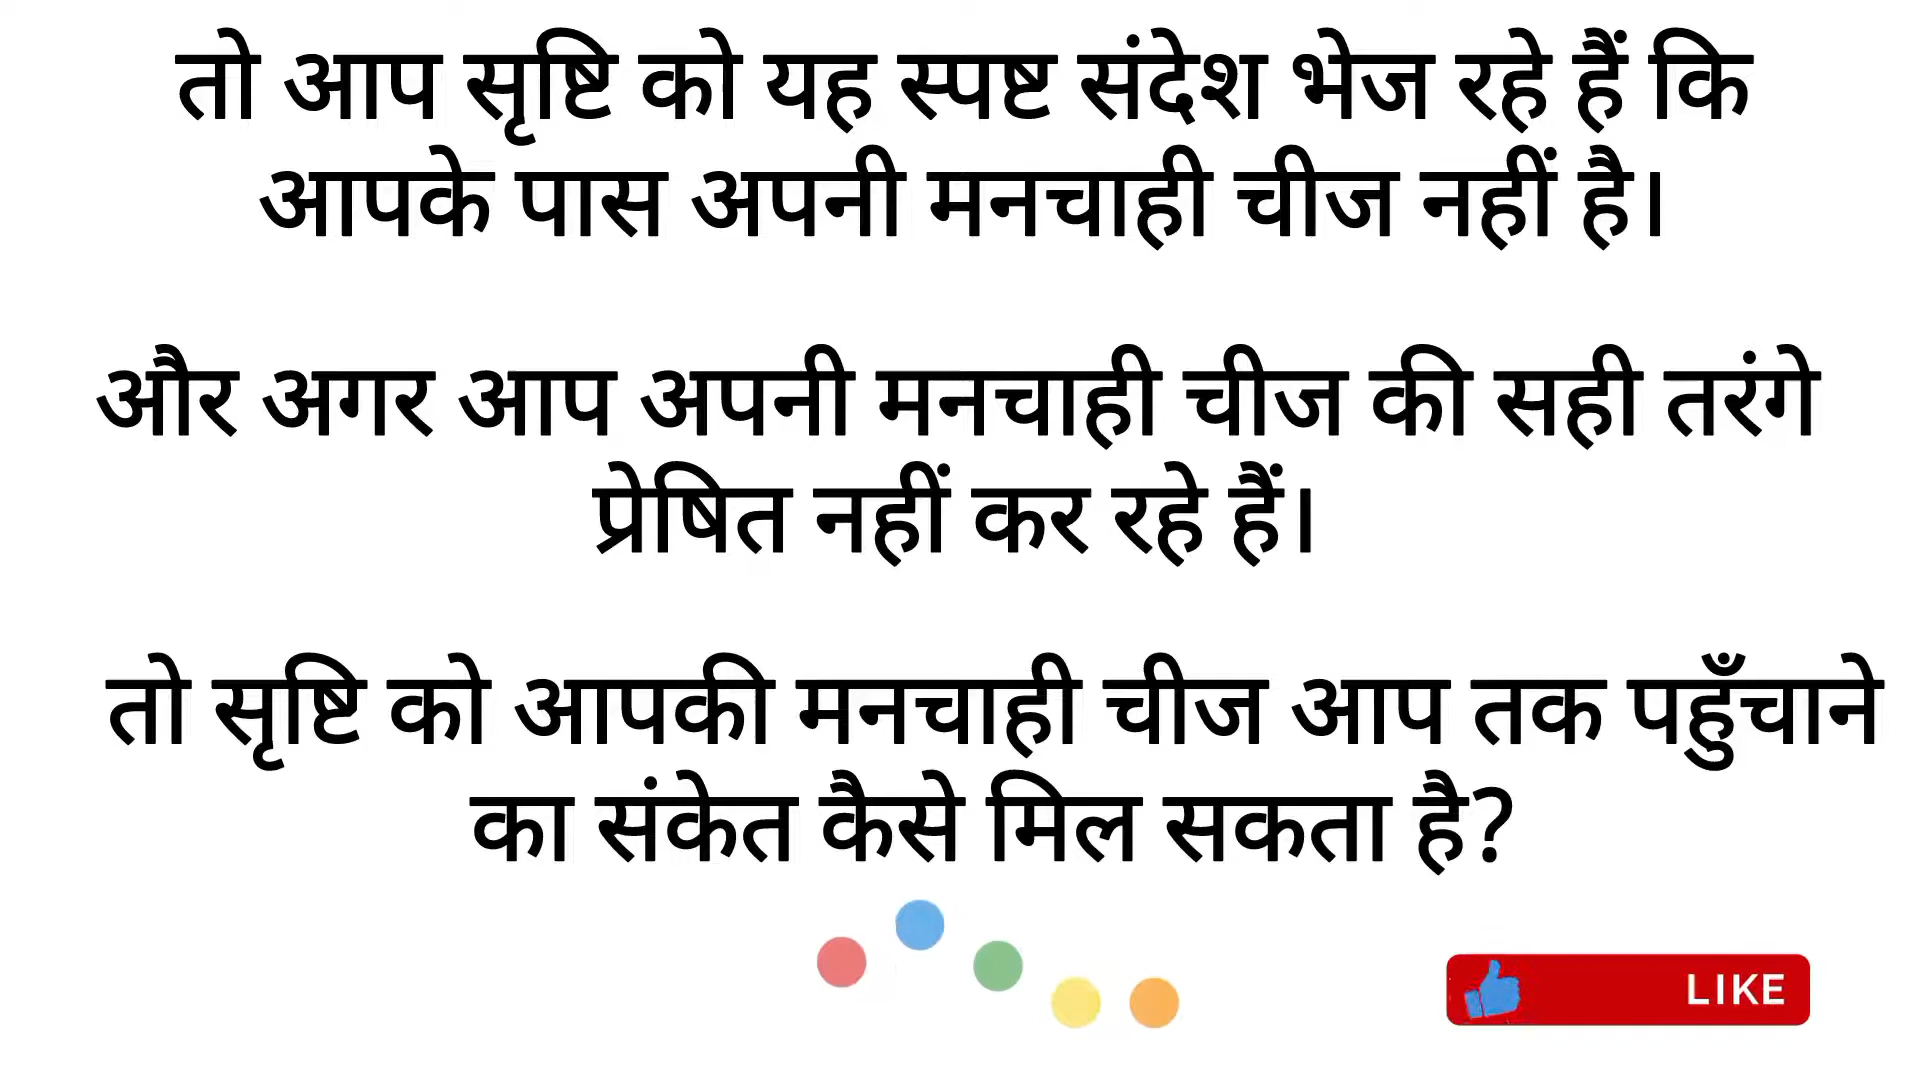 तो आप सृष्टि को यह स्पष्ट संदेश भेज रहे हैं कि
आपके पास अपनी मनचाही चीज नहीं है।
और अगर आप अपनी मनचाही चीज की सही तरंगे
प्रेषित नहीं कर रहे हैं।
तो सृष्टि को आपकी मनचाही चीज आप तक पहुँचाने
का संकेत कैसे मिल सकता है?
LIKE